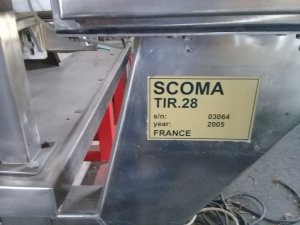 SCOMA
TIR.28
s/n: 03064
year: 2005
FRANCE